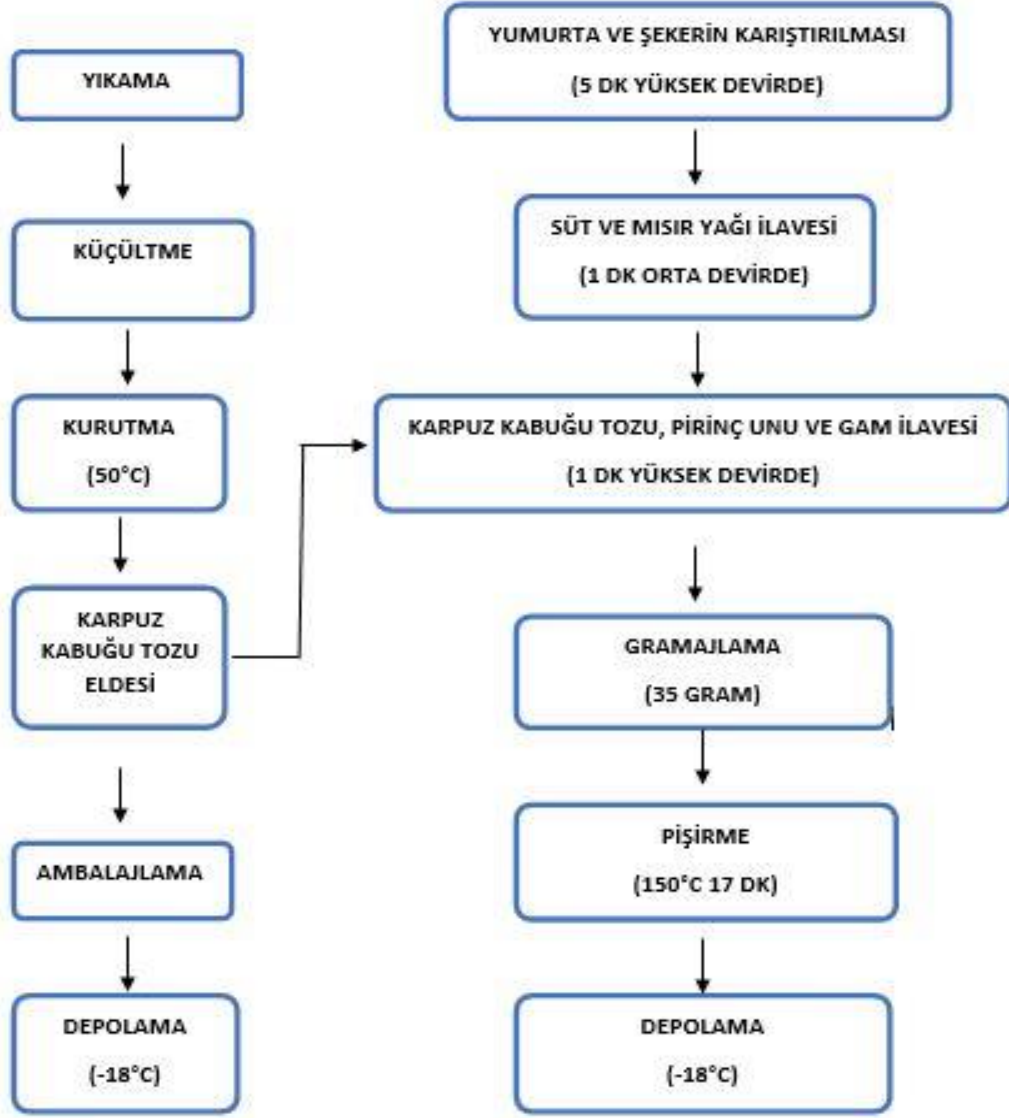 YIKAMA
KÜÇÜLTME
KURUTMA
(50°C)
KARPUZ
KABUĞU TOZU
ELDESİ
AMBALAJLAMA
DEPOLAMA
(-18°C)
YUMURTA VE ŞEKERİN KARIŞTIRILMASI
(5 DK YÜKSEK DEVİRDE)
SÜT VE MISIR YAĞI İLAVESİ
(1 DK ORTA DEVİRDE)
KARPUZ KABUĞU TOZU, PİRİNÇ UNU VE GAM İLAVESİ
(1 DK YÜKSEK DEVİRDE)
GRAMAJLAMA
(35 GRAM)
PİŞİRME
(150°C 17 DK)
DEPOLAMA
(-18°C)